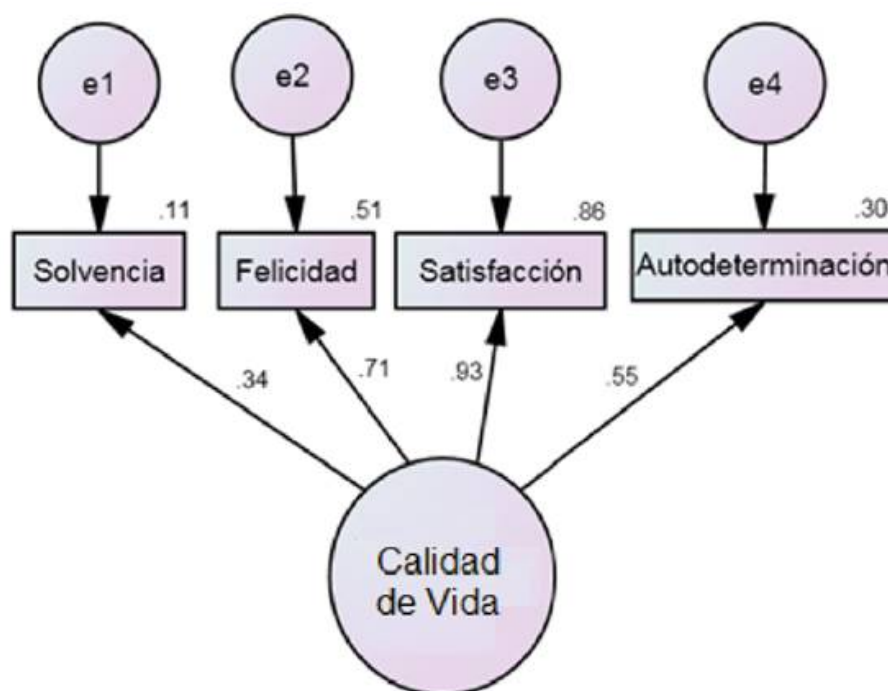 e1
e2
e3
e4
.11
.51
.86
.30
Solvencia
Felicidad
Satisfacción
Autodeterminación
.34
.71
.93
.55
Calidad
de Vida